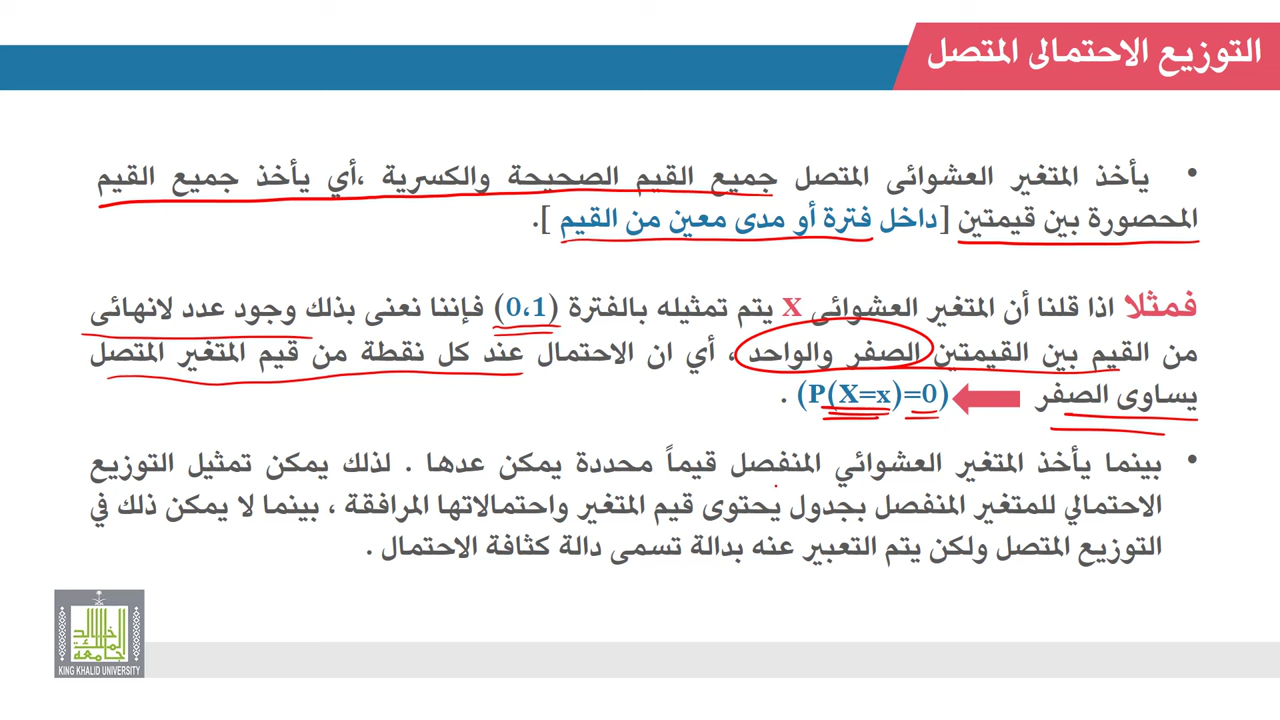 التوزيع الاحتمالى المتصل
• يأخذ المتغير العشوائى المتصل جميع القيم الصحيحة والكسرية ،أي يأخذ جميع القيم
المحصورة بين قيمتين [داخل فترة أو مدى معين من القيم ].
فمثلا اذا قلنا أن المتغير العشوائى X يتم تمثيله بالفترة (0،1) فإننا نعنى بذلك وجود عدد لانهائى
من القيم بين القيمتين الصفر والواحد ، أي ان الاحتمال عند كل نقطة من قيم المتغير المتصل
يساوى الصفر (P(X=x)=0) .
• بينما يأخذ المتغير العشوائي المنفصل قيماً محددة يمكن عدها . لذلك يمكن تمثيل التوزيع
الاحتمالي للمتغير المنفصل بجدول يحتوى قيم المتغير واحتمالاتها المرافقة ، بينما لا يمكن ذلك في
التوزيع المتصل ولكن يتم التعبير عنه بدالة تسمى دالة كثافة الاحتمال .
جامعة الملك خالد
KING KHALID UNIVERSITY